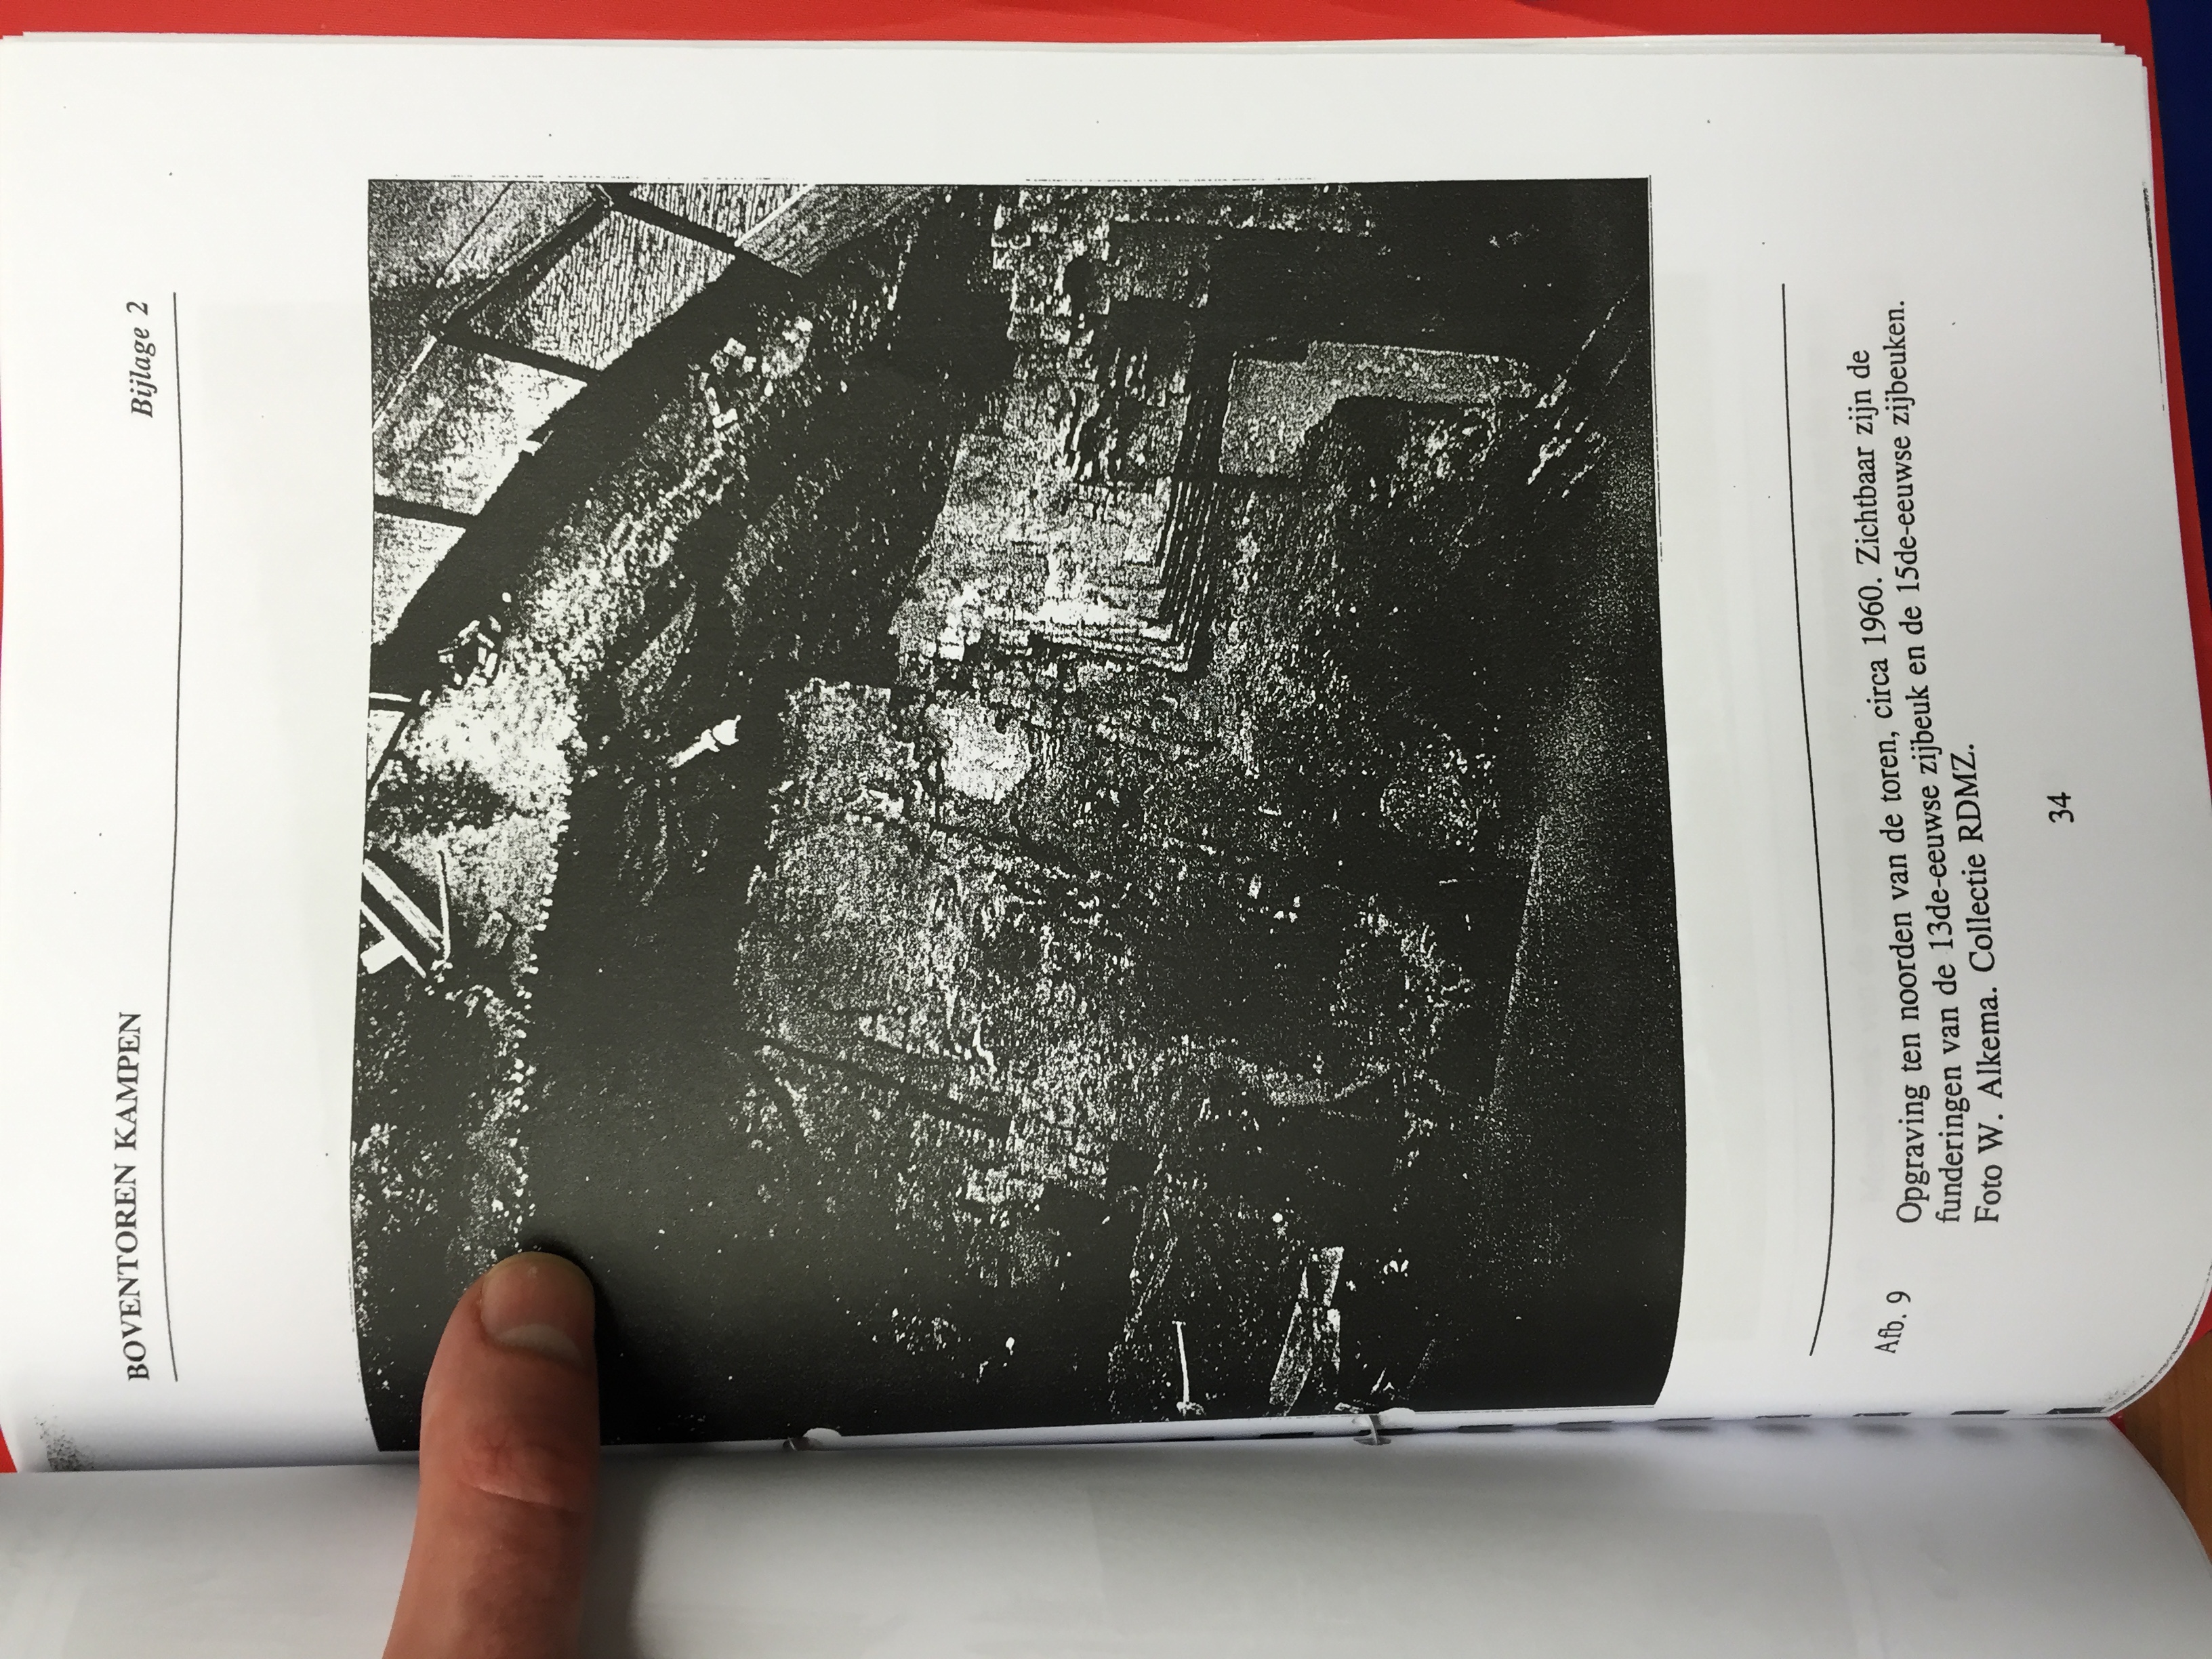 BOVENTOREN KAMPEN
Bijlage 2
Afb. 9
Opgraving ten noorden van de toren, circa 1960. Zichtbaar zijn de
funderingen van de 13de-eeuwse zijbeuk en de 15de-eeuwse zijbeuken.
Foto W. Alkema. Collectie RDMZ.
34